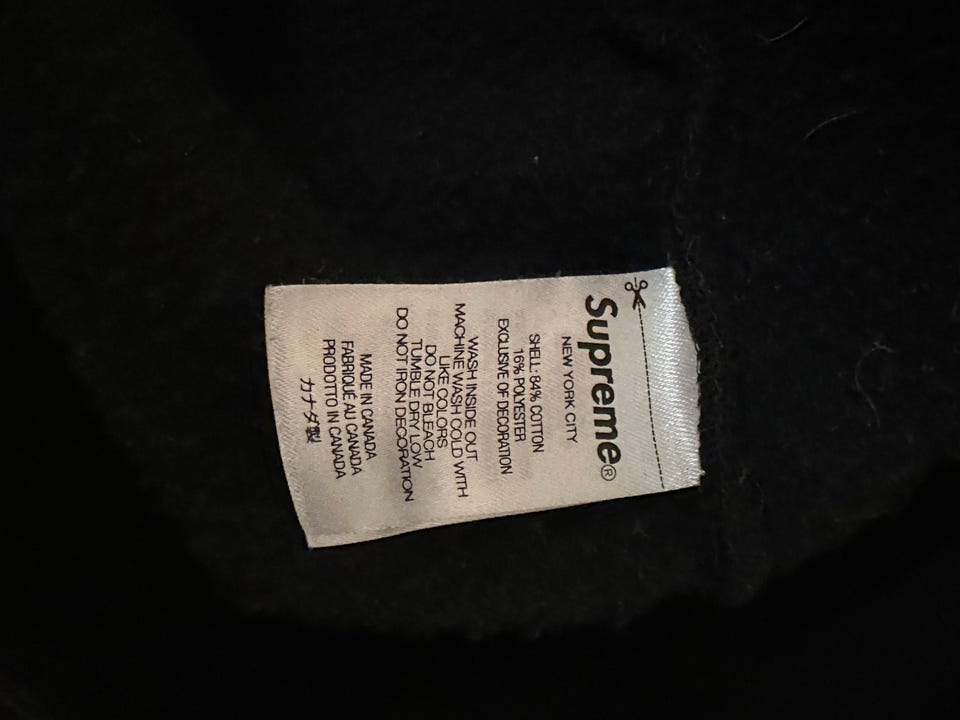 Supreme®
NEW YORK CITY
SHELL: 84% COTTON
16% POLYESTER
EXCLUSIVE OF DECORATION
WASH INSIDE OUT
MACHINE WASH COLD WITH
LIKE COLORS
DO NOT BLEACH
TUMBLE DRY LOW
DO NOT IRON DECORATION
MADE IN CANADA
FABRIQUÉ AU CANADA
PRODOTTO IN CANADA
カナダ製